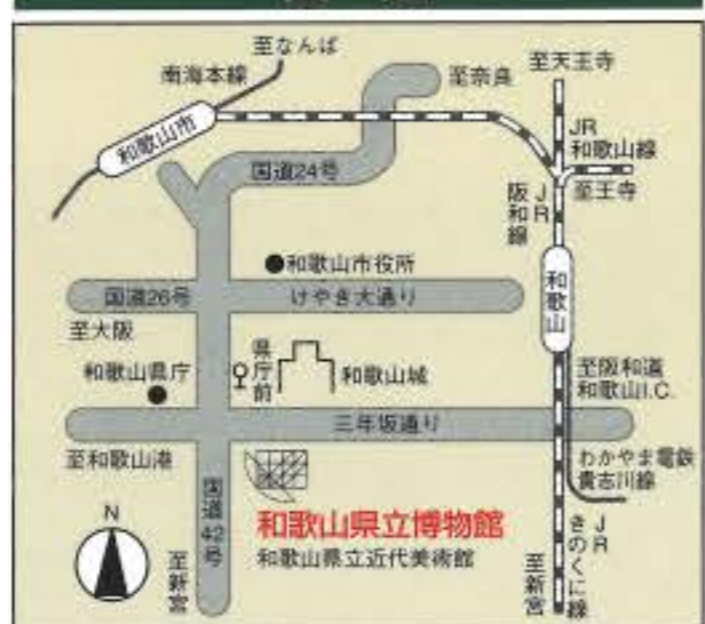 至なんば
南海本線
至奈良
至天王寺
和歌山市
JR
和歌山線
国道24号
至王寺
JR
阪和線
●和歌山市役所
和歌山
国道26号
けやき大通り
至大阪
県庁前
和歌山県庁
和歌山城
至阪和道
和歌山I.C.
三年坂通り
至和歌山港
わかやま電鉄
貴志川線
国道42号
N
和歌山県立博物館
和歌山県立近代美術館
至新宮
至新宮
JR
きのくに線